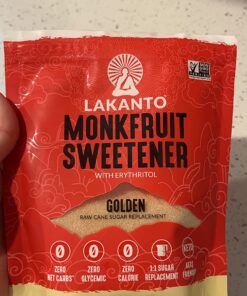 LAKANTO
MONKFRUIT
SWEETENER
WITH ERYTHRITOL
GOLDEN
RAW CANE SUGAR REPLACEMENT
0 0 0
ZERO NET CARBS ZERO GLYCEMIC ZERO CALORIE 1:1 SUGAR REPLACEMENT KETO